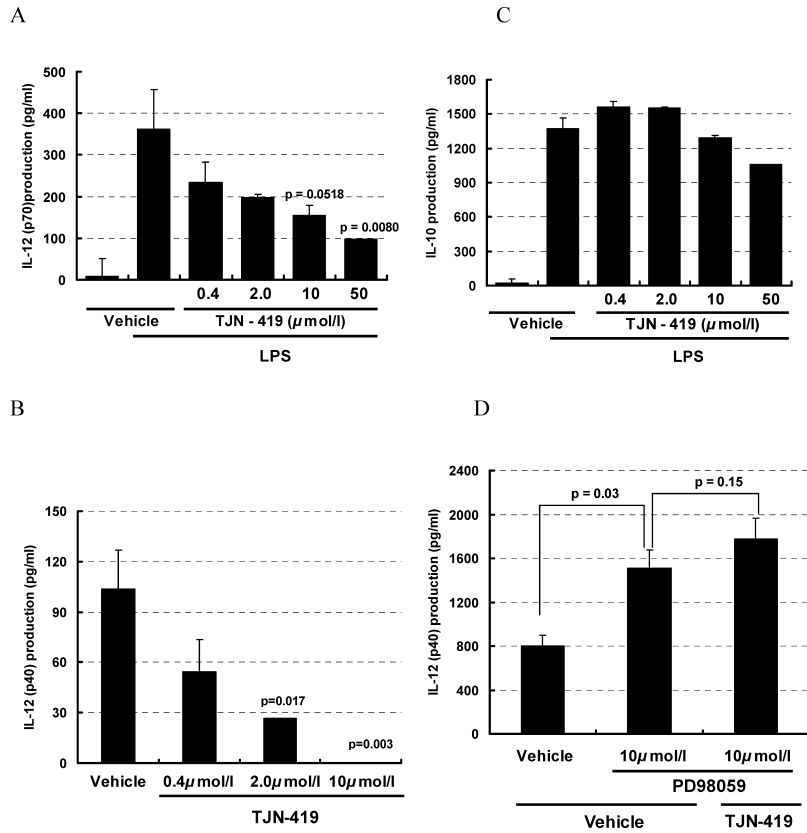 A
IL-12 (p70)production (pg/ml)
500
400
300
200
100
0
p = 0.0518
p = 0.0080
0.4 2.0 10 50
Vehicle TJN - 419 (µmol/l)
LPS
C
IL-10 production (pg/ml)
1800
1500
1200
900
600
300
0
0.4 2.0 10 50
Vehicle TJN - 419 (µmol/l)
LPS
B
IL-12 (p40) production (pg/ml)
150
120
90
60
30
0
p=0.017
p=0.003
Vehicle 0.4µmol/l 2.0µmol/l 10µmol/l
TJN-419
D
IL-12 (p40) production (pg/ml)
2400
2000
1600
1200
800
400
0
p = 0.03
p = 0.15
Vehicle 10µmol/l 10µmol/l
PD98059
Vehicle TJN-419